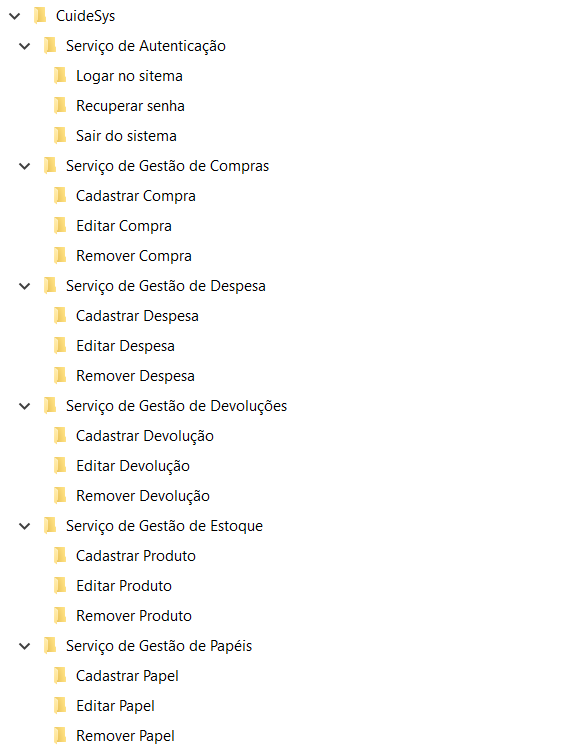 CuideSys
Serviço de Autenticação
Logar no sitema
Recuperar senha
Sair do sistema
Serviço de Gestão de Compras
Cadastrar Compra
Editar Compra
Remover Compra
Serviço de Gestão de Despesa
Cadastrar Despesa
Editar Despesa
Remover Despesa
Serviço de Gestão de Devoluções
Cadastrar Devolução
Editar Devolução
Remover Devolução
Serviço de Gestão de Estoque
Cadastrar Produto
Editar Produto
Remover Produto
Serviço de Gestão de Papéis
Cadastrar Papel
Editar Papel
Remover Papel